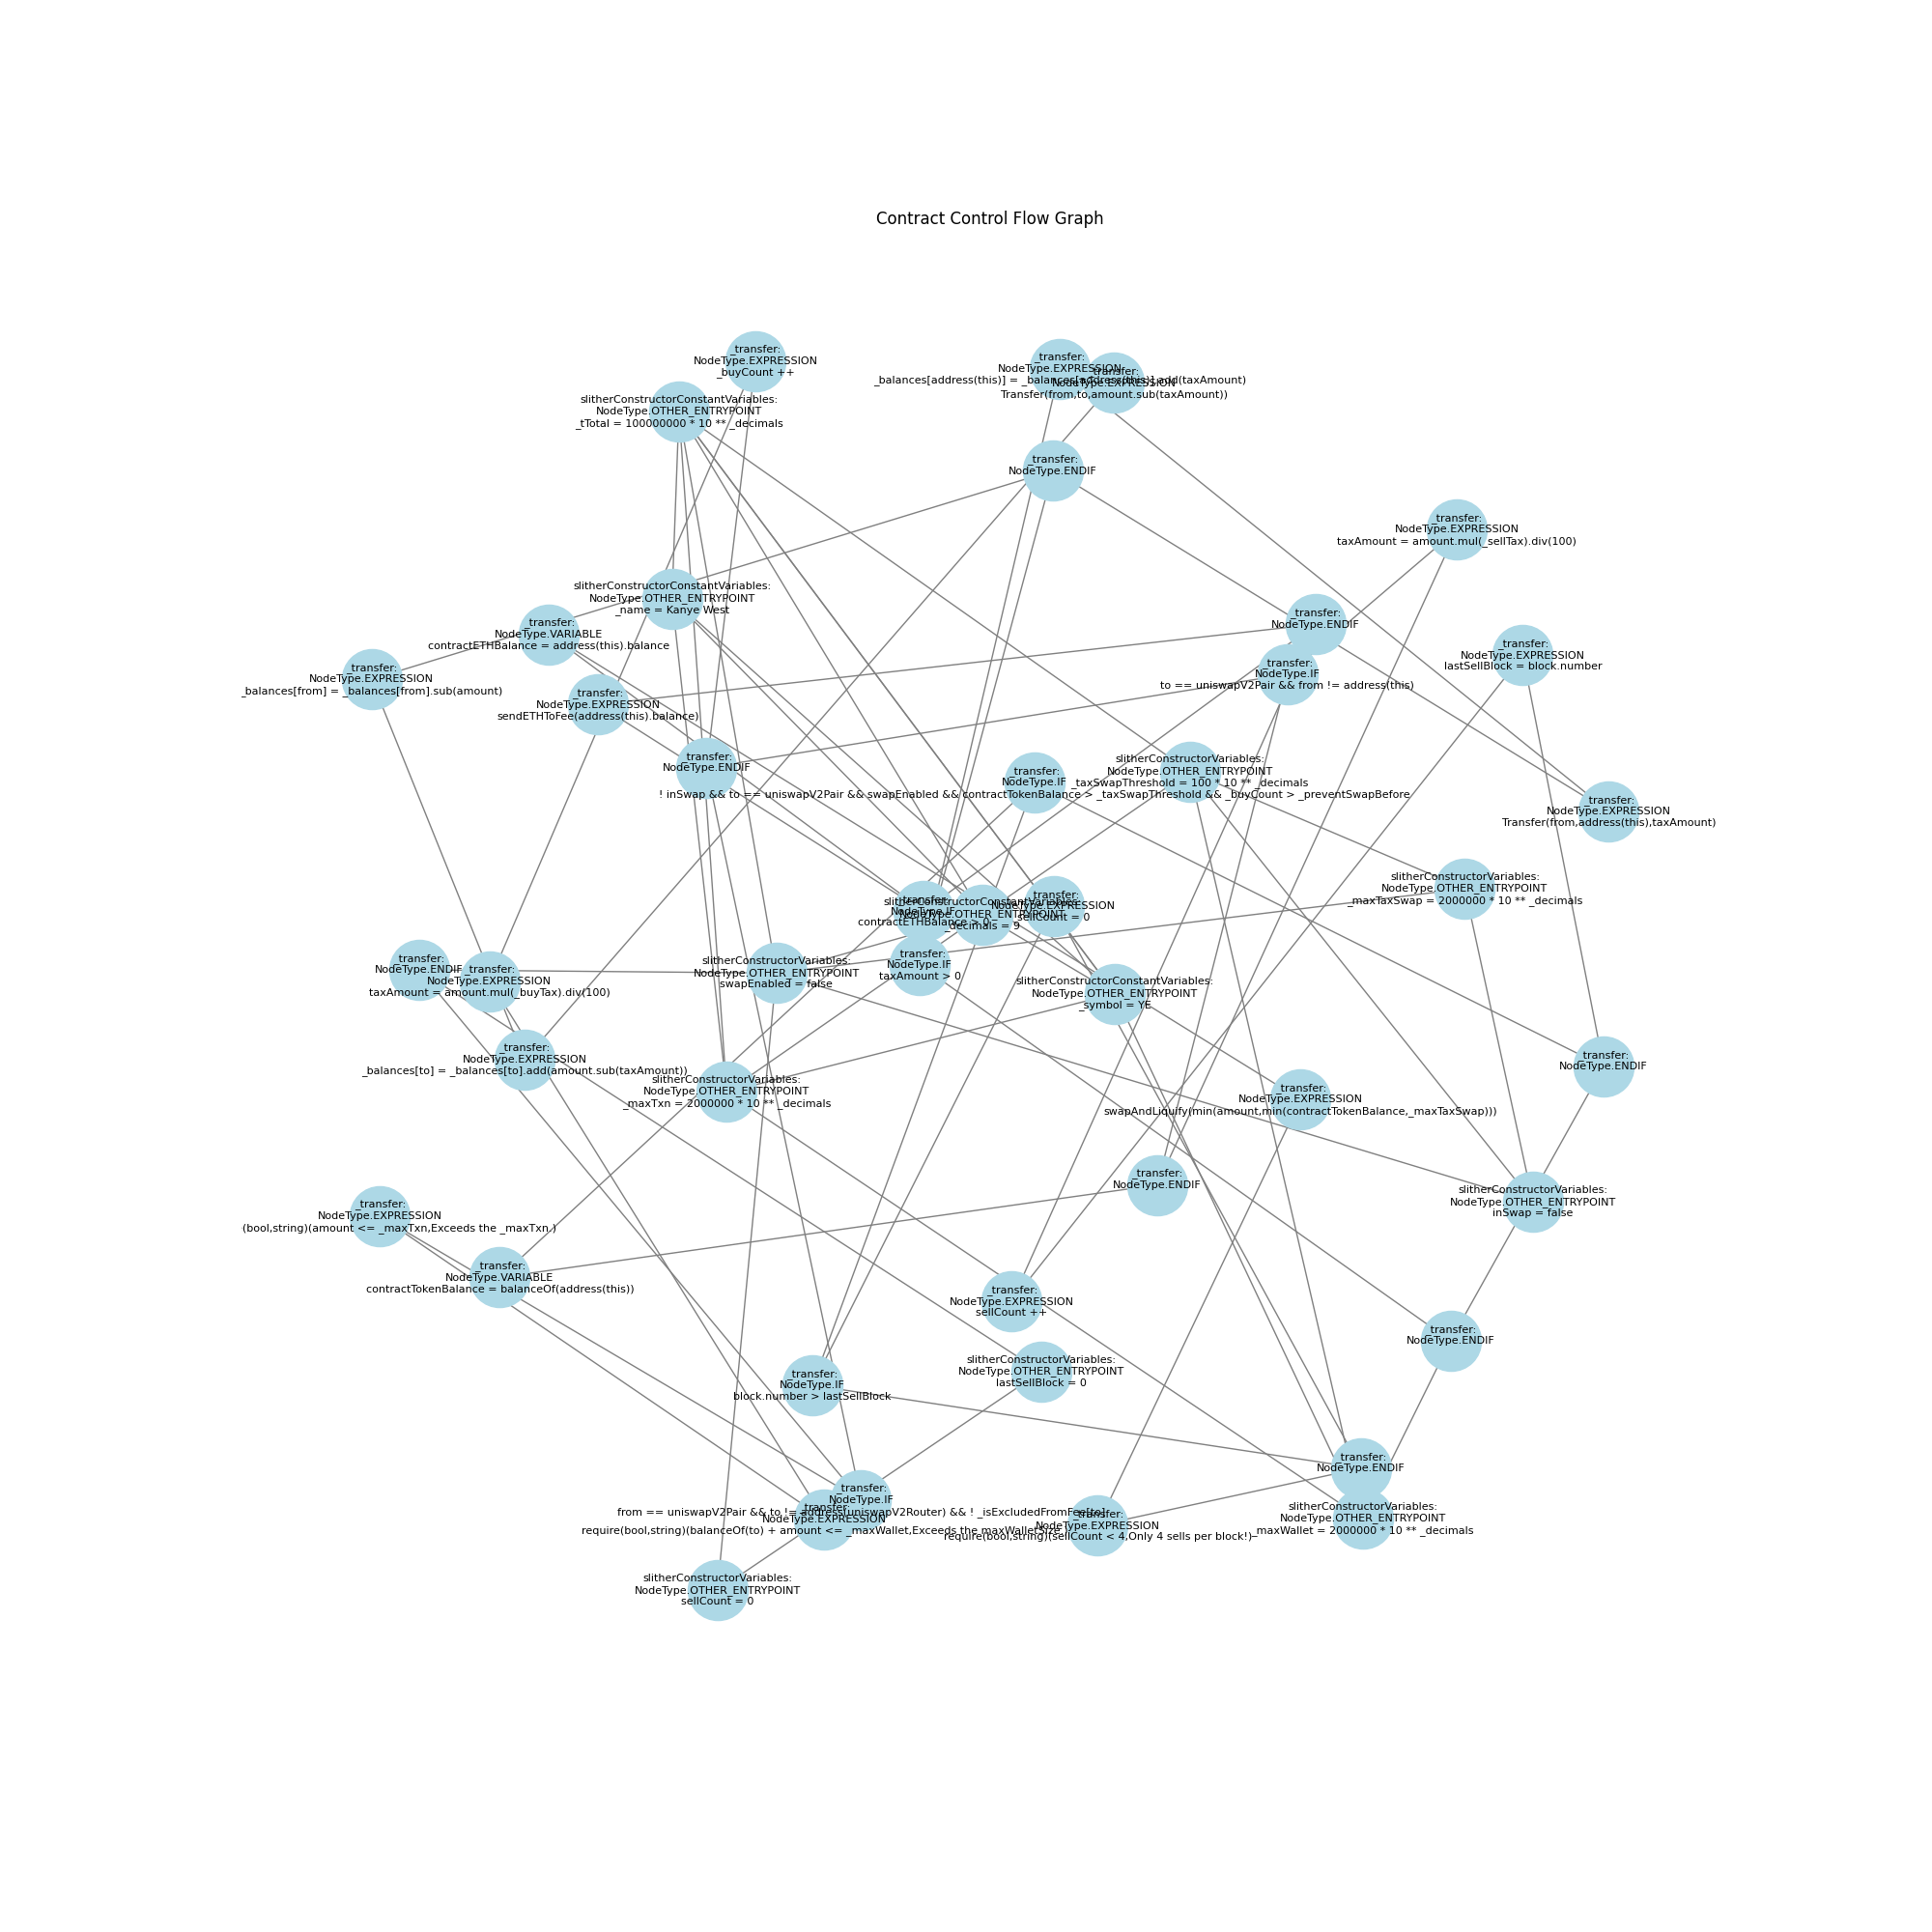 Contract Control Flow Graph
_transfer:
NodeType.EXPRESSION
_buyCount ++
_transfer:
NodeType.EXPRESSION
_balances[address(this)] = _balances[address(this)].add(taxAmount)
_transfer:
NodeType.EXPRESSION
Transfer(from,to,amount.sub(taxAmount))
slitherConstructorConstantVariables:
NodeType.OTHER_ENTRYPOINT
_tTotal = 100000000 * 10 ** _decimals
_transfer:
NodeType.ENDIF
_transfer:
NodeType.EXPRESSION
taxAmount = amount.mul(_sellTax).div(100)
slitherConstructorConstantVariables:
NodeType.OTHER_ENTRYPOINT
_name = Kanye West
_transfer:
NodeType.VARIABLE
contractETHBalance = address(this).balance
_transfer:
NodeType.ENDIF
_transfer:
NodeType.EXPRESSION
lastSellBlock = block.number
_transfer:
NodeType.IF
to == uniswapV2Pair && from != address(this)
_transfer:
NodeType.EXPRESSION
_balances[from] = _balances[from].sub(amount)
_transfer:
NodeType.EXPRESSION
sendETHToFee(address(this).balance)
_transfer:
NodeType.ENDIF
_transfer:
NodeType.IF
! inSwap && to == uniswapV2Pair && swapEnabled && contractTokenBalance > _taxSwapThreshold && _buyCount > _preventSwapBefore
slitherConstructorVariables:
NodeType.OTHER_ENTRYPOINT
_taxSwapThreshold = 100 * 10 ** _decimals
_transfer:
NodeType.EXPRESSION
Transfer(from,address(this),taxAmount)
slitherConstructorVariables:
NodeType.OTHER_ENTRYPOINT
_maxTaxSwap = 2000000 * 10 ** _decimals
_transfer:
NodeType.IF
contractETHBalance > 0
slitherConstructorConstantVariables:
NodeType.OTHER_ENTRYPOINT
_decimals = 9
_transfer:
NodeType.EXPRESSION
sellCount = 0
_transfer:
NodeType.IF
taxAmount > 0
_transfer:
NodeType.ENDIF
_transfer:
NodeType.EXPRESSION
taxAmount = amount.mul(_buyTax).div(100)
slitherConstructorVariables:
NodeType.OTHER_ENTRYPOINT
swapEnabled = false
slitherConstructorConstantVariables:
NodeType.OTHER_ENTRYPOINT
_symbol = YE
_transfer:
NodeType.EXPRESSION
_balances[to] = _balances[to].add(amount.sub(taxAmount))
_transfer:
NodeType.ENDIF
slitherConstructorVariables:
NodeType.OTHER_ENTRYPOINT
_maxTxn = 2000000 * 10 ** _decimals
_transfer:
NodeType.EXPRESSION
swapAndLiquify(min(amount,min(contractTokenBalance,_maxTaxSwap)))
_transfer:
NodeType.ENDIF
slitherConstructorVariables:
NodeType.OTHER_ENTRYPOINT
inSwap = false
_transfer:
NodeType.EXPRESSION
(bool,string)(amount <= _maxTxn,Exceeds the _maxTxn.)
_transfer:
NodeType.VARIABLE
contractTokenBalance = balanceOf(address(this))
_transfer:
NodeType.EXPRESSION
sellCount ++
_transfer:
NodeType.ENDIF
slitherConstructorVariables:
NodeType.OTHER_ENTRYPOINT
lastSellBlock = 0
_transfer:
NodeType.IF
block.number > lastSellBlock
_transfer:
NodeType.ENDIF
_transfer:
NodeType.IF
from == uniswapV2Pair && to != address(uniswapV2Router) && ! _isExcludedFromFee[to]
_transfer:
NodeType.EXPRESSION
require(bool,string)(balanceOf(to) + amount <= _maxWallet,Exceeds the maxWalletSize
_transfer:
NodeType.EXPRESSION
require(bool,string)(sellCount < 4,Only 4 sells per block!)
slitherConstructorVariables:
NodeType.OTHER_ENTRYPOINT
_maxWallet = 2000000 * 10 ** _decimals
slitherConstructorVariables:
NodeType.OTHER_ENTRYPOINT
sellCount = 0